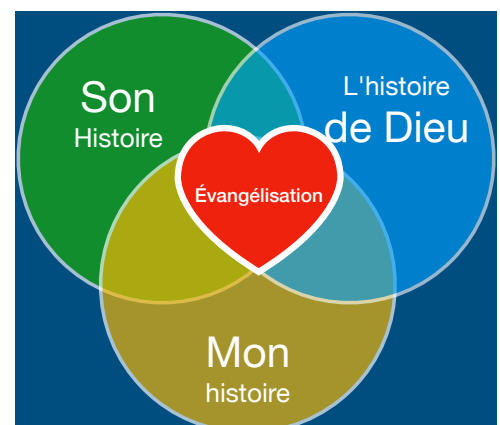 Son
Histoire
L'histoire
de Dieu
Évangélisation
Mon
histoire